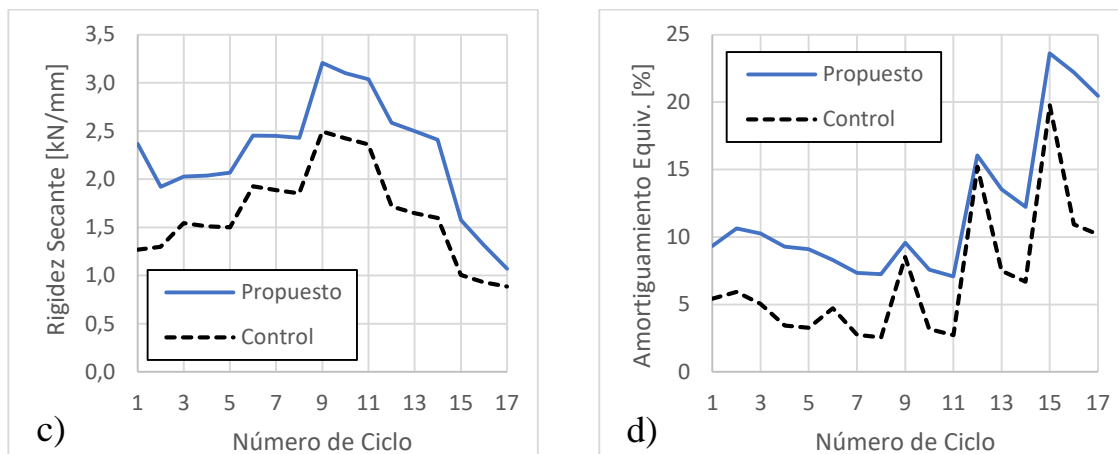 Rigidez Secante [kN/mm]
3,5
3,0
2,5
2,0
1,5
1,0
0,5
0,0
Propuesto
Control
1 3 5 7 9 11 13 15 17
Número de Ciclo
c)
Amortiguamiento Equiv. [%]
25
20
15
10
5
0
Propuesto
Control
1 3 5 7 9 11 13 15 17
Número de Ciclo
d)